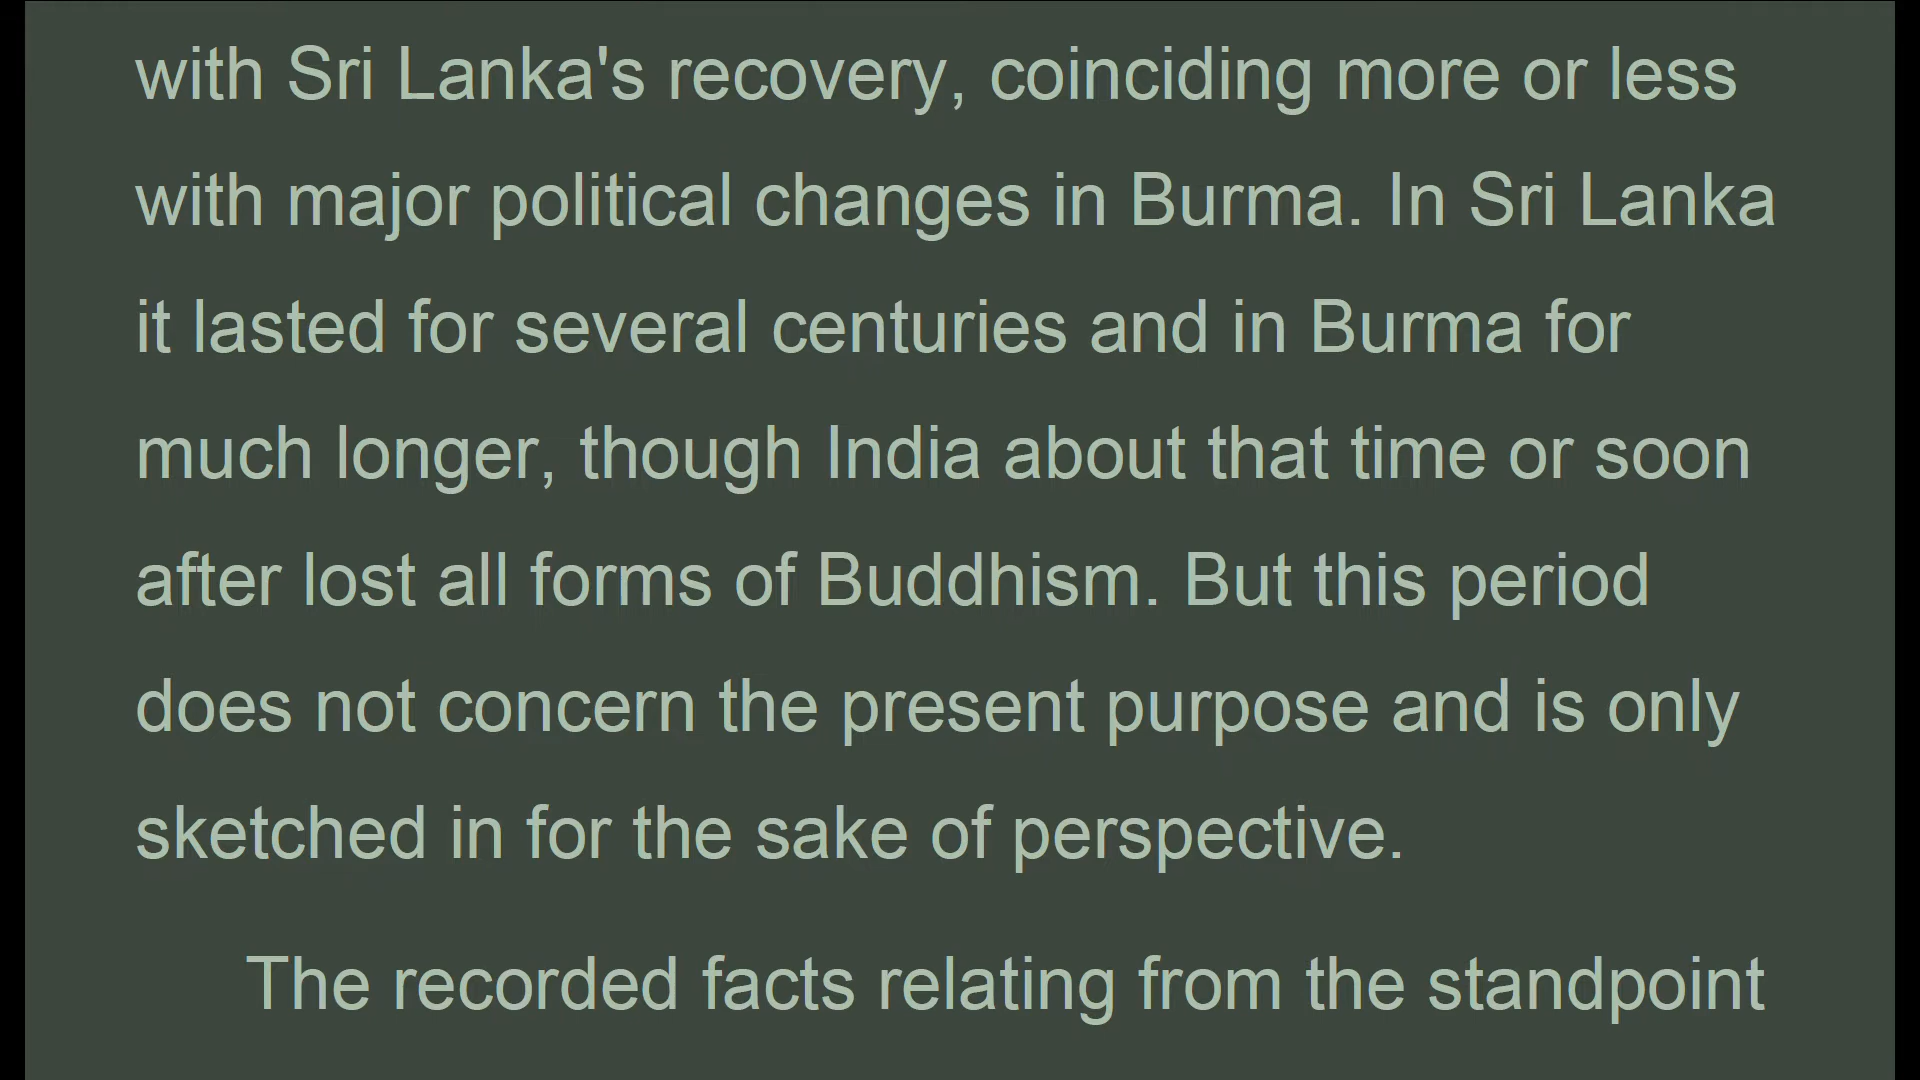 with Sri Lanka's recovery, coinciding more or less
with major political changes in Burma. In Sri Lanka
it lasted for several centuries and in Burma for
much longer, though India about that time or soon
after lost all forms of Buddhism. But this period
does not concern the present purpose and is only
sketched in for the sake of perspective.
The recorded facts relating from the standpoint